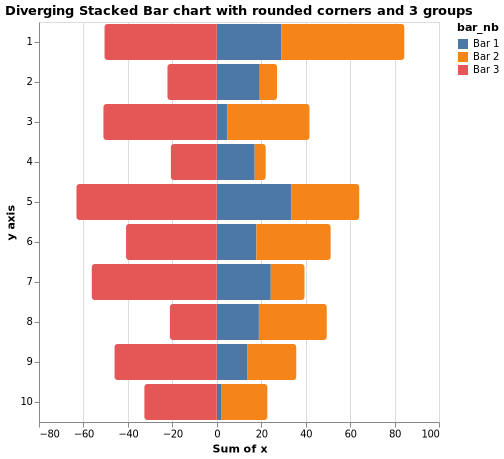 Diverging Stacked Bar chart with rounded corners and 3 groups
bar_nb
Bar 1
Bar 2
Bar 3
y axis
1
2
3
4
5
6
7
8
9
10
−80 −60 −40 −20 0 20 40 60 80 100
Sum of x